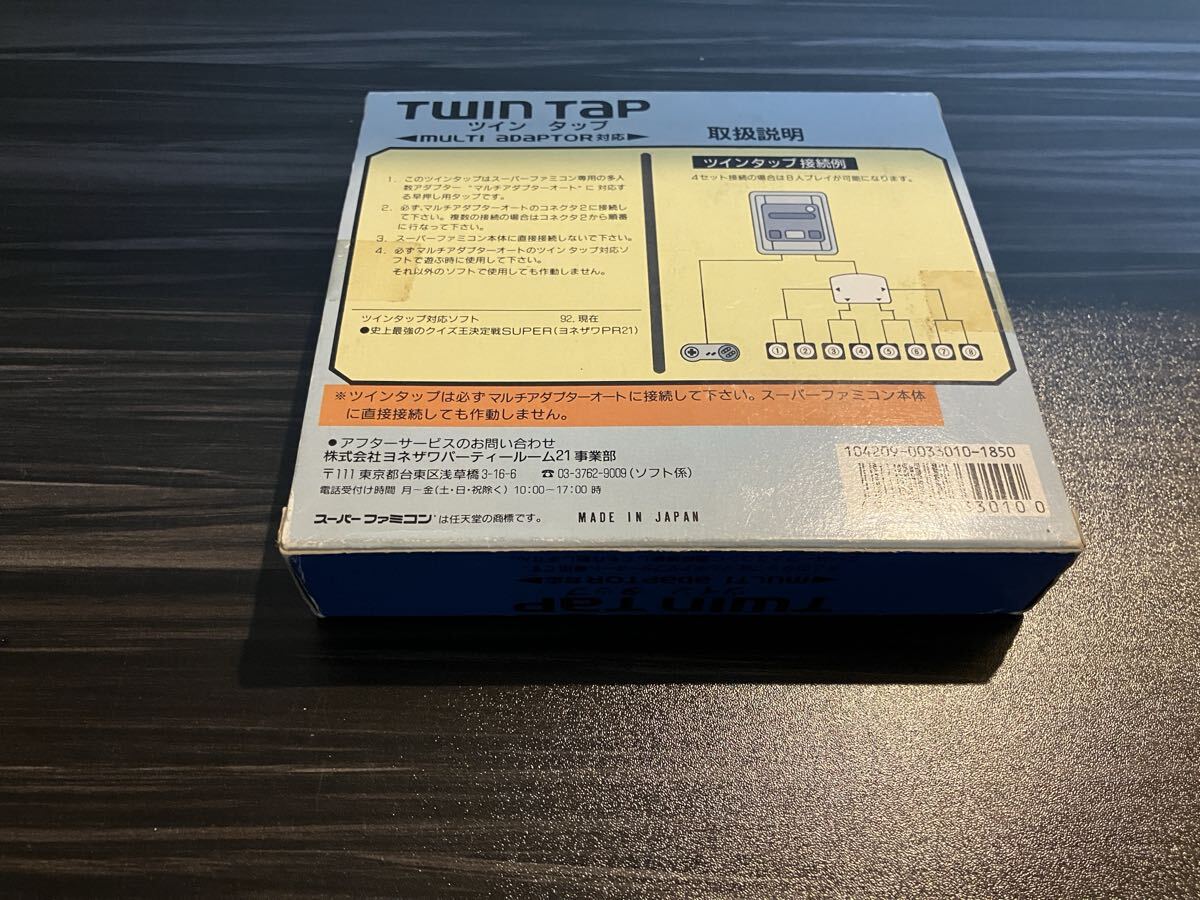 TWIN TAP
ツイン タップ
◀MULTI ADAPTOR対応▶
取扱説明
1. このツインタップはスーパーファミコン専用の多人
数アダプター “マルチアダプターオート”に対応す
る早押し用タップです。
2. 必ず、マルチアダプターオートのコネクタ2に接続し
て下さい。複数の接続の場合はコネクタ2から順番
に行なって下さい。
3. スーパーファミコン本体に直接接続しないで下さい。
4. 必ずマルチアダプターオートのツインタップ対応ソ
フトで遊ぶ時に使用して下さい。
それ以外のソフトで使用しても作動しません。
ツインタップ対応ソフト 92. 現在
●史上最強のクイズ王決定戦SUPER(ヨネザワPR21)
ツインタップ接続例
4セット接続の場合は8人プレイが可能になります。
① ② ③ ④ ⑤ ⑥ ⑦ ⑧
※ツインタップは必ずマルチアダプターオートに接続して下さい。スーパーファミコン本体
に直接接続しても作動しません。
●アフターサービスのお問い合わせ
株式会社ヨネザワパーティールーム21事業部
〒111 東京都台東区浅草橋3-16-6 ☎03-3762-9009(ソフト係)
電話受付け時間 月〜金(土・日・祝除く) 10:00〜17:00時
スーパーファミコンは任天堂の商標です。 MADE IN JAPAN
104209-0033010-1850
330100
TWIN TAP
ツイン タップ
◀MULTI ADAPTOR対応▶